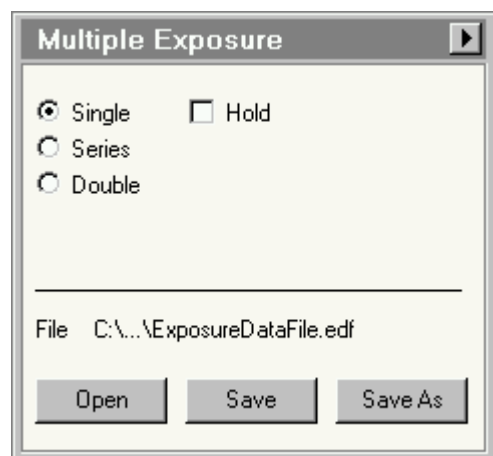 Multiple Exposure
Single Hold
Series
Double
File C:\...\ExposureDataFile.edf
Open Save Save As